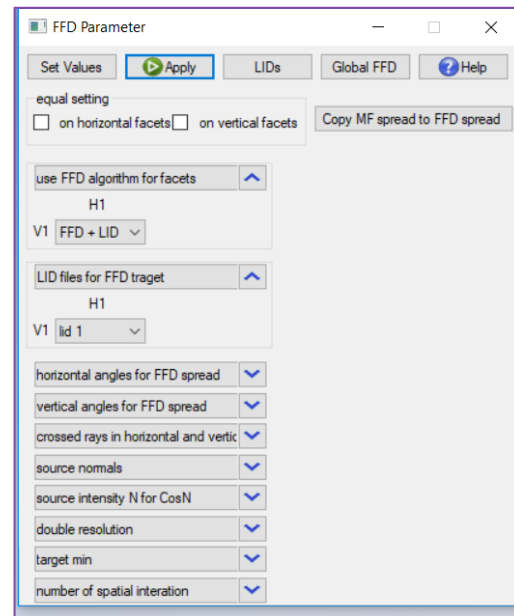 FFD Parameter
Set Values Apply LIDs Global FFD Help
equal setting
on horizontal facets on vertical facets Copy MF spread to FFD spread
use FFD algorithm for facets
H1
V1 FFD + LID
LID files for FFD traget
H1
V1 lid 1
horizontal angles for FFD spread
vertical angles for FFD spread
crossed rays in horizontal and vertic
source normals
source intensity N for CosN
double resolution
target min
number of spatial interation